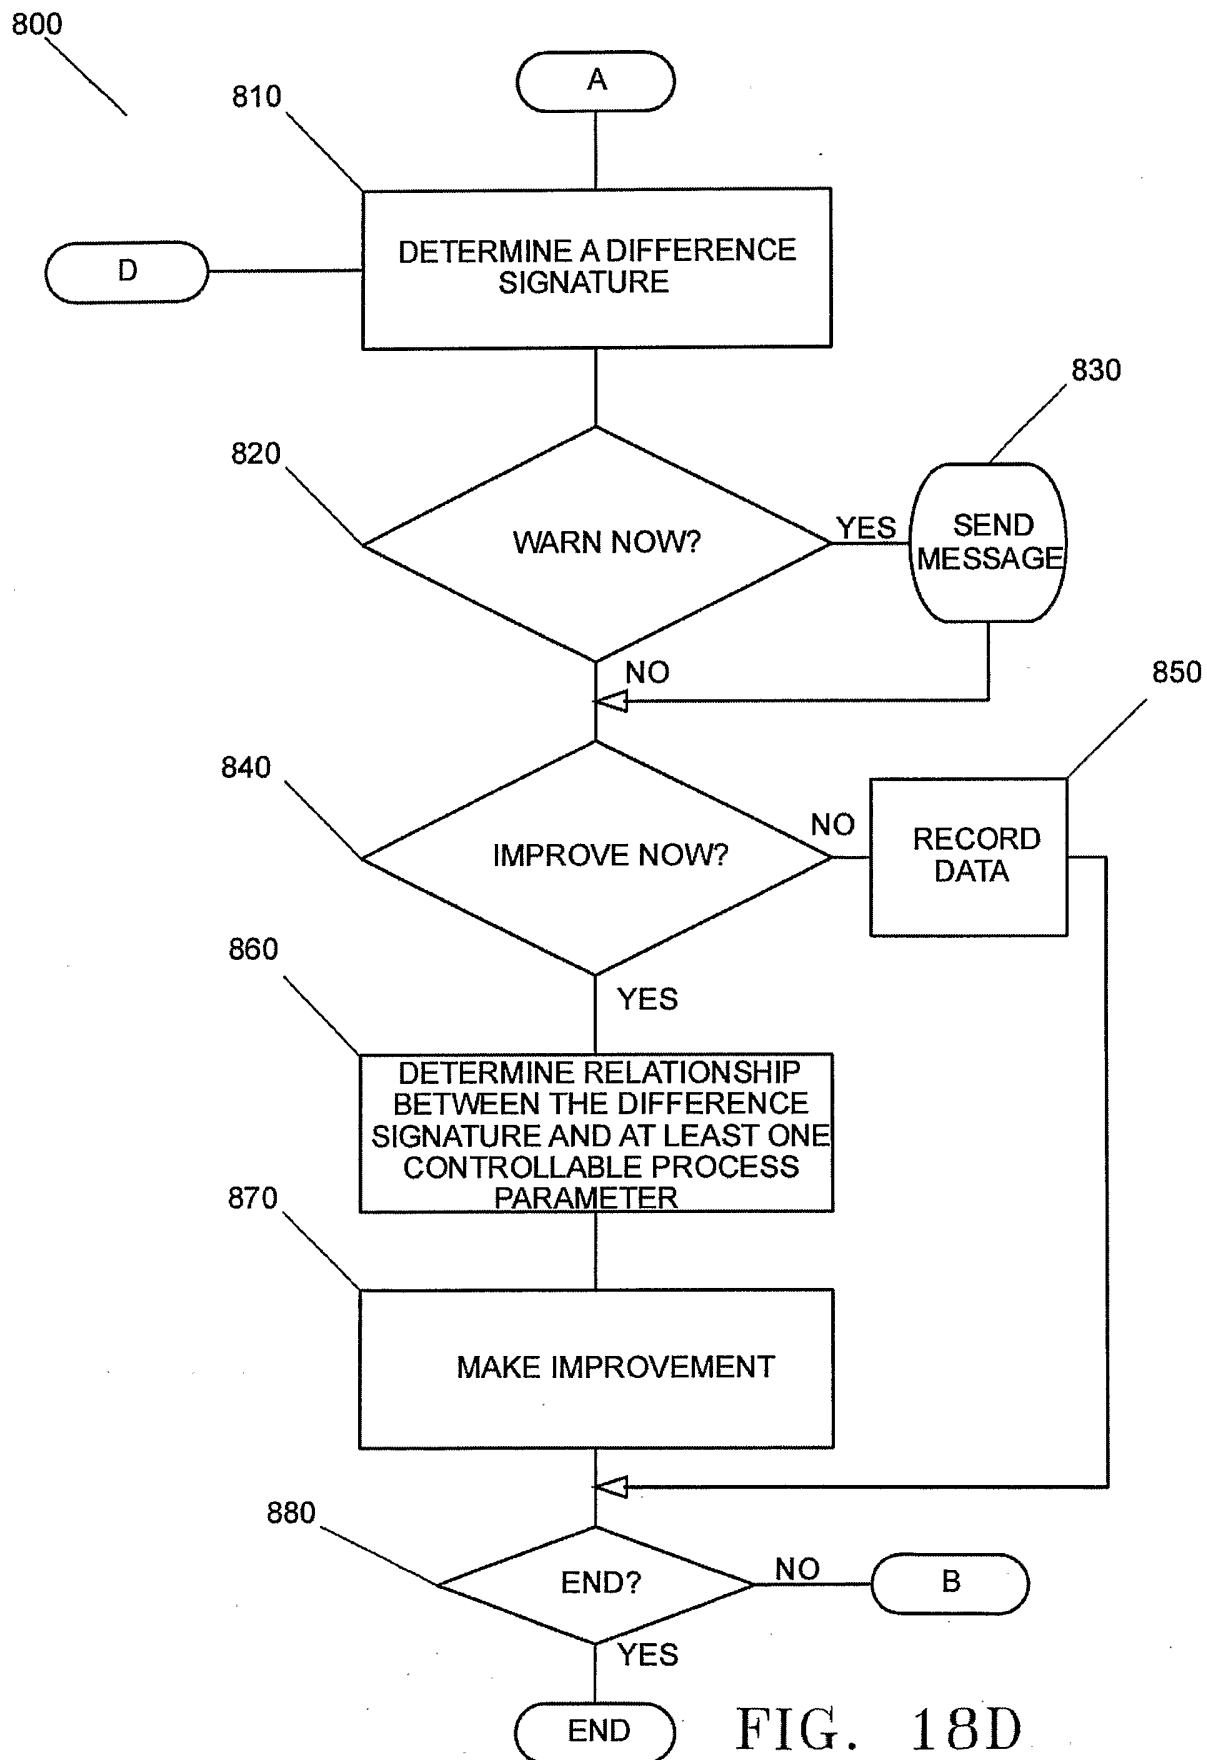 800
A
810
D
DETERMINE A DIFFERENCE
SIGNATURE
830
820
WARN NOW?
YES
SEND
MESSAGE
NO
850
840
IMPROVE NOW?
NO
RECORD
DATA
860
YES
DETERMINE RELATIONSHIP
BETWEEN THE DIFFERENCE
SIGNATURE AND AT LEAST ONE
CONTROLLABLE PROCESS
PARAMETER
870
MAKE IMPROVEMENT
880
END?
NO
B
YES
END
FIG. 18D